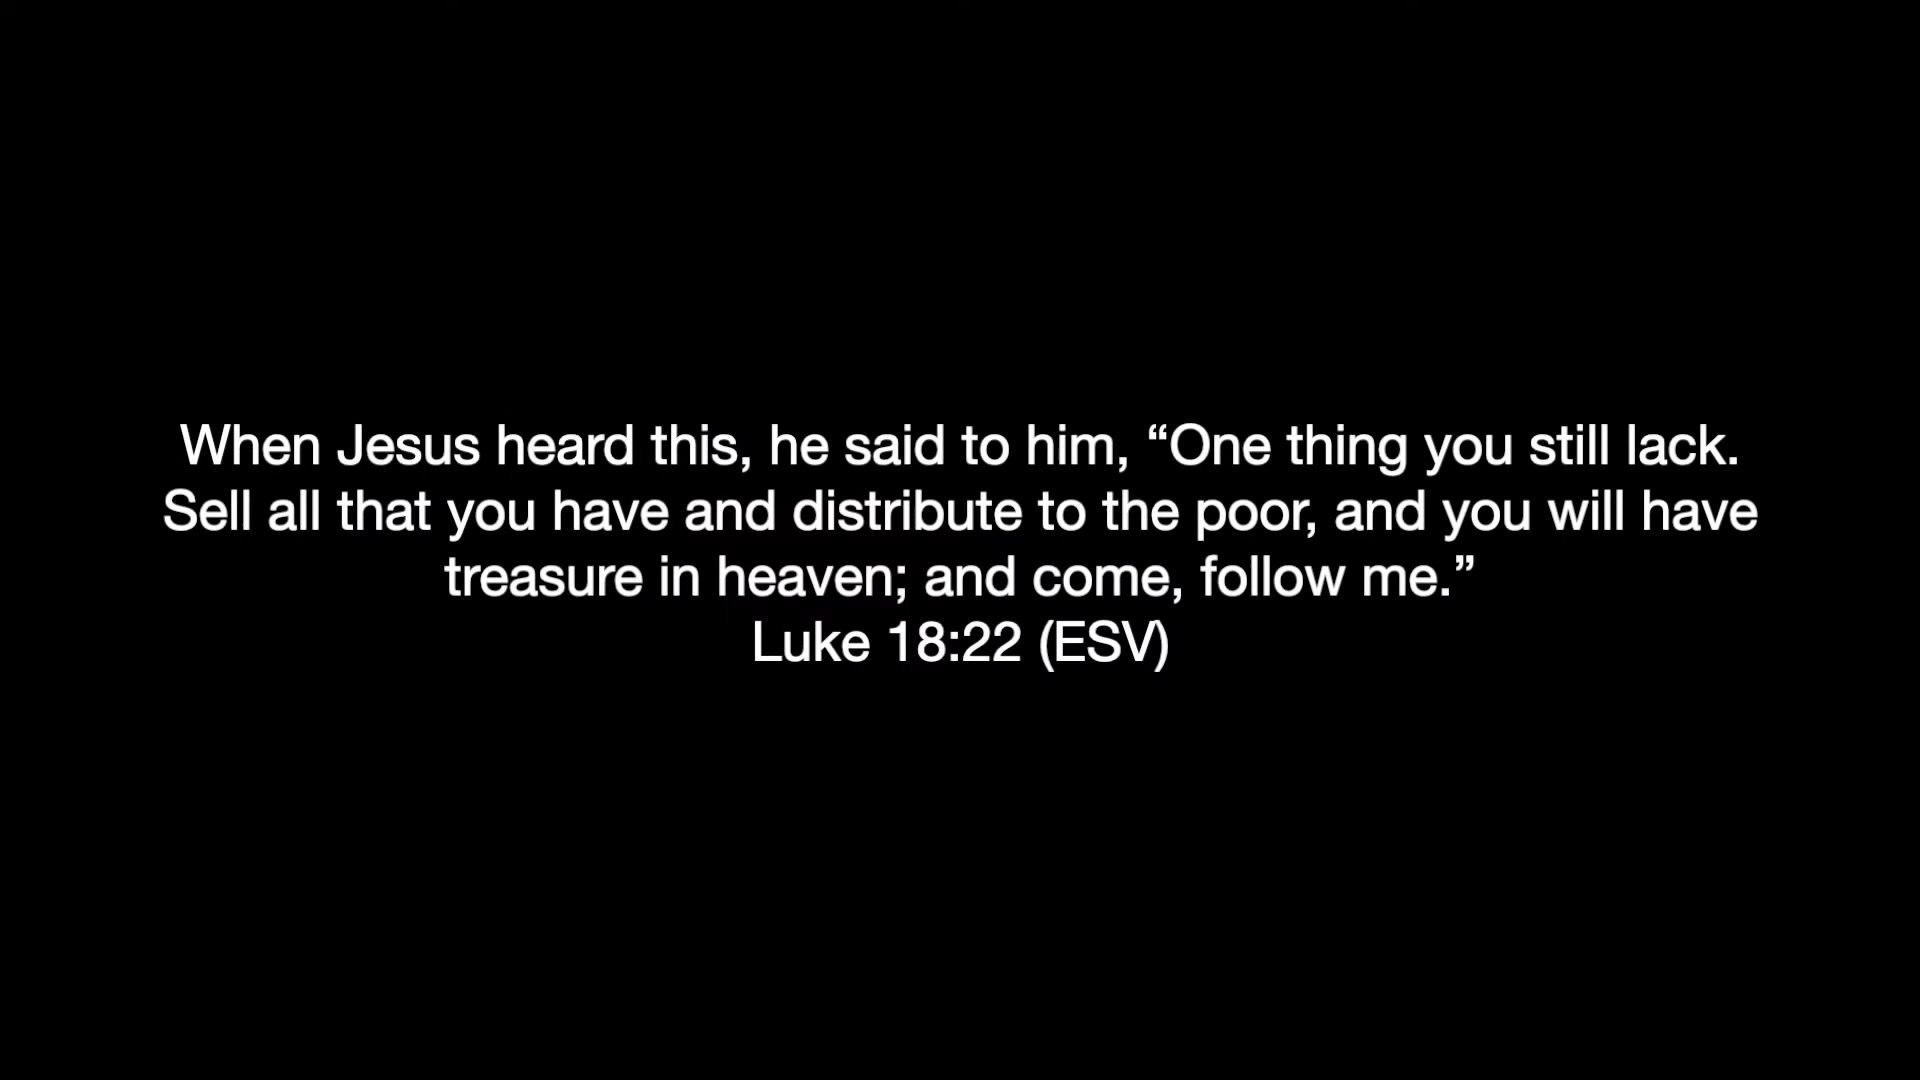 When Jesus heard this, he said to him, “One thing you still lack.
Sell all that you have and distribute to the poor, and you will have
treasure in heaven; and come, follow me.”
Luke 18:22 (ESV)